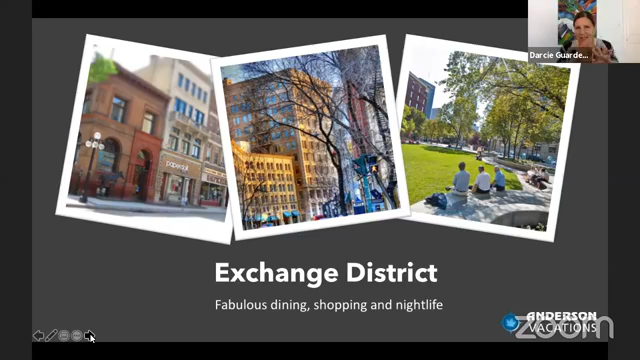 Darcie Guarde...
Exchange District
Fabulous dining, shopping and nightlife
ANDERSON
VACATIONS
zoom